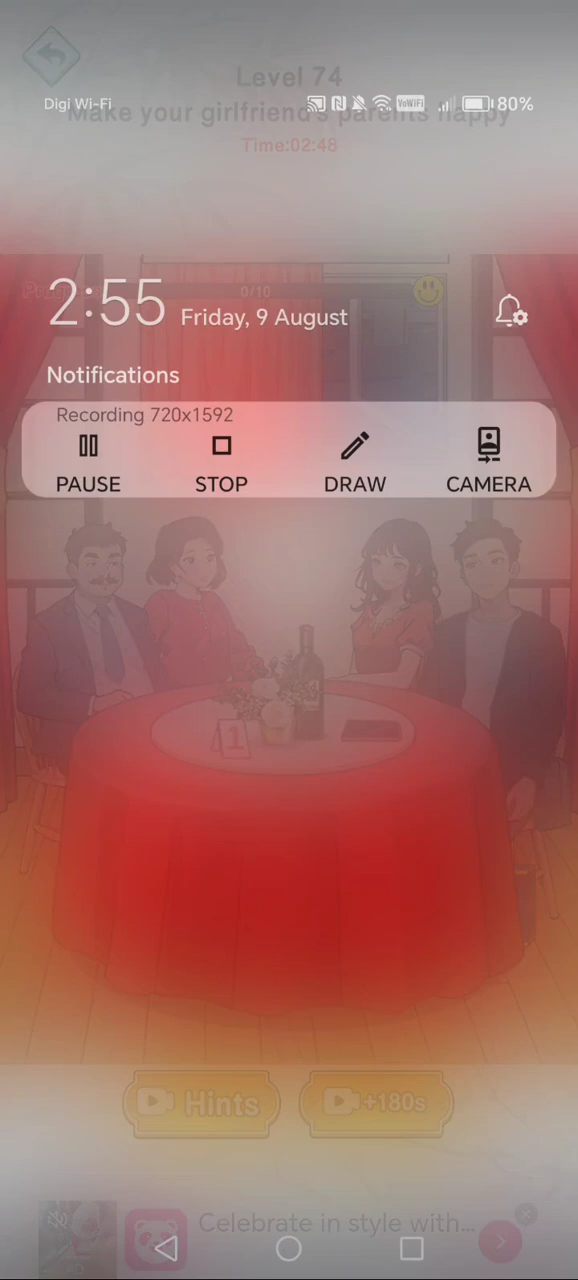 Level 74
Digi Wi-Fi
VoWiFi
80%
Make your girlfriend's parents happy
Time:02:48
0/10
2:55 Friday, 9 August
Notifications
Recording 720x1592
PAUSE STOP DRAW CAMERA
1
Hints +180s
Celebrate in style with...